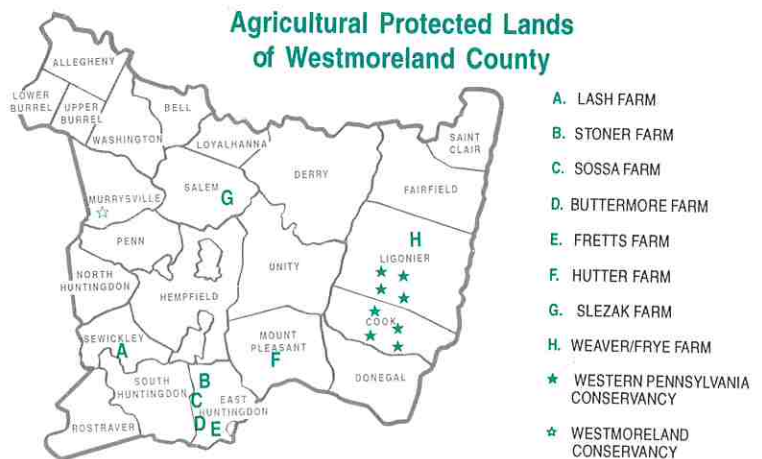 Agricultural Protected Lands
of Westmoreland County
ALLEGHENY
LOWER
BURREL
UPPER
BURREL
BELL
WASHINGTON
LOYALHANNA
SAINT
CLAIR
DERRY
SALEM
G
FAIRFIELD
MURRYSVILLE
PENN
H
LIGONIER
UNITY
NORTH
HUNTINGDON
HEMPFIELD
COOK
SEWICKLEY
A
MOUNT
PLEASANT
F
DONEGAL
SOUTH
HUNTINGDON
B
C
EAST
HUNTINGDON
D
E
ROSTRAVER
A. LASH FARM
B. STONER FARM
C. SOSSA FARM
D. BUTTERMORE FARM
E. FRETTS FARM
F. HUTTER FARM
G. SLEZAK FARM
H. WEAVER/FRYE FARM
★ WESTERN PENNSYLVANIA
CONSERVANCY
☆ WESTMORELAND
CONSERVANCY